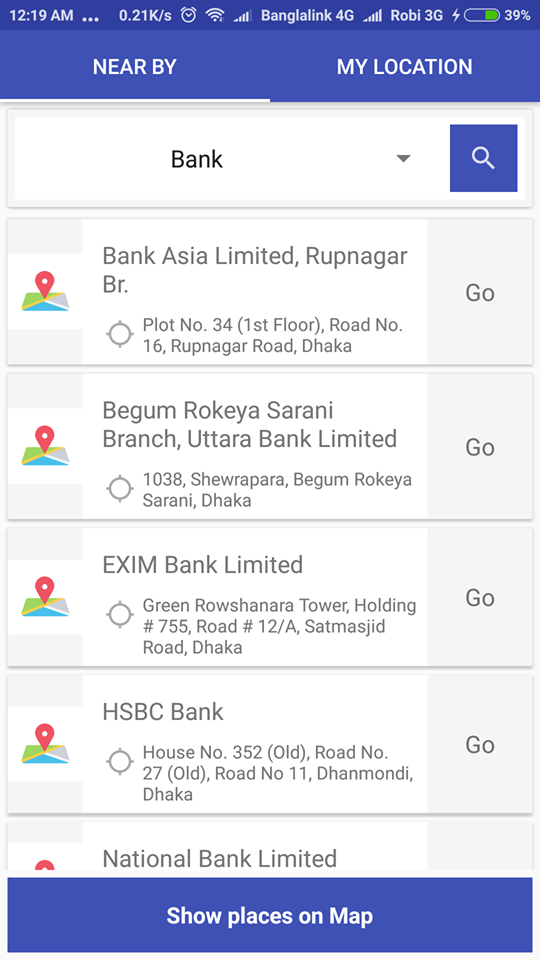 12:19 AM ... 0.21K/s Banglalink 4G Robi 3G 39%
NEAR BY MY LOCATION
Bank
Bank Asia Limited, Rupnagar
Br.
Plot No. 34 (1st Floor), Road No.
16, Rupnagar Road, Dhaka
Go
Begum Rokeya Sarani
Branch, Uttara Bank Limited
1038, Shewrapara, Begum Rokeya
Sarani, Dhaka
Go
EXIM Bank Limited
Green Rowshanara Tower, Holding
# 755, Road # 12/A, Satmasjid
Road, Dhaka
Go
HSBC Bank
House No. 352 (Old), Road No.
27 (Old), Road No 11, Dhanmondi,
Dhaka
Go
National Bank Limited
Show places on Map